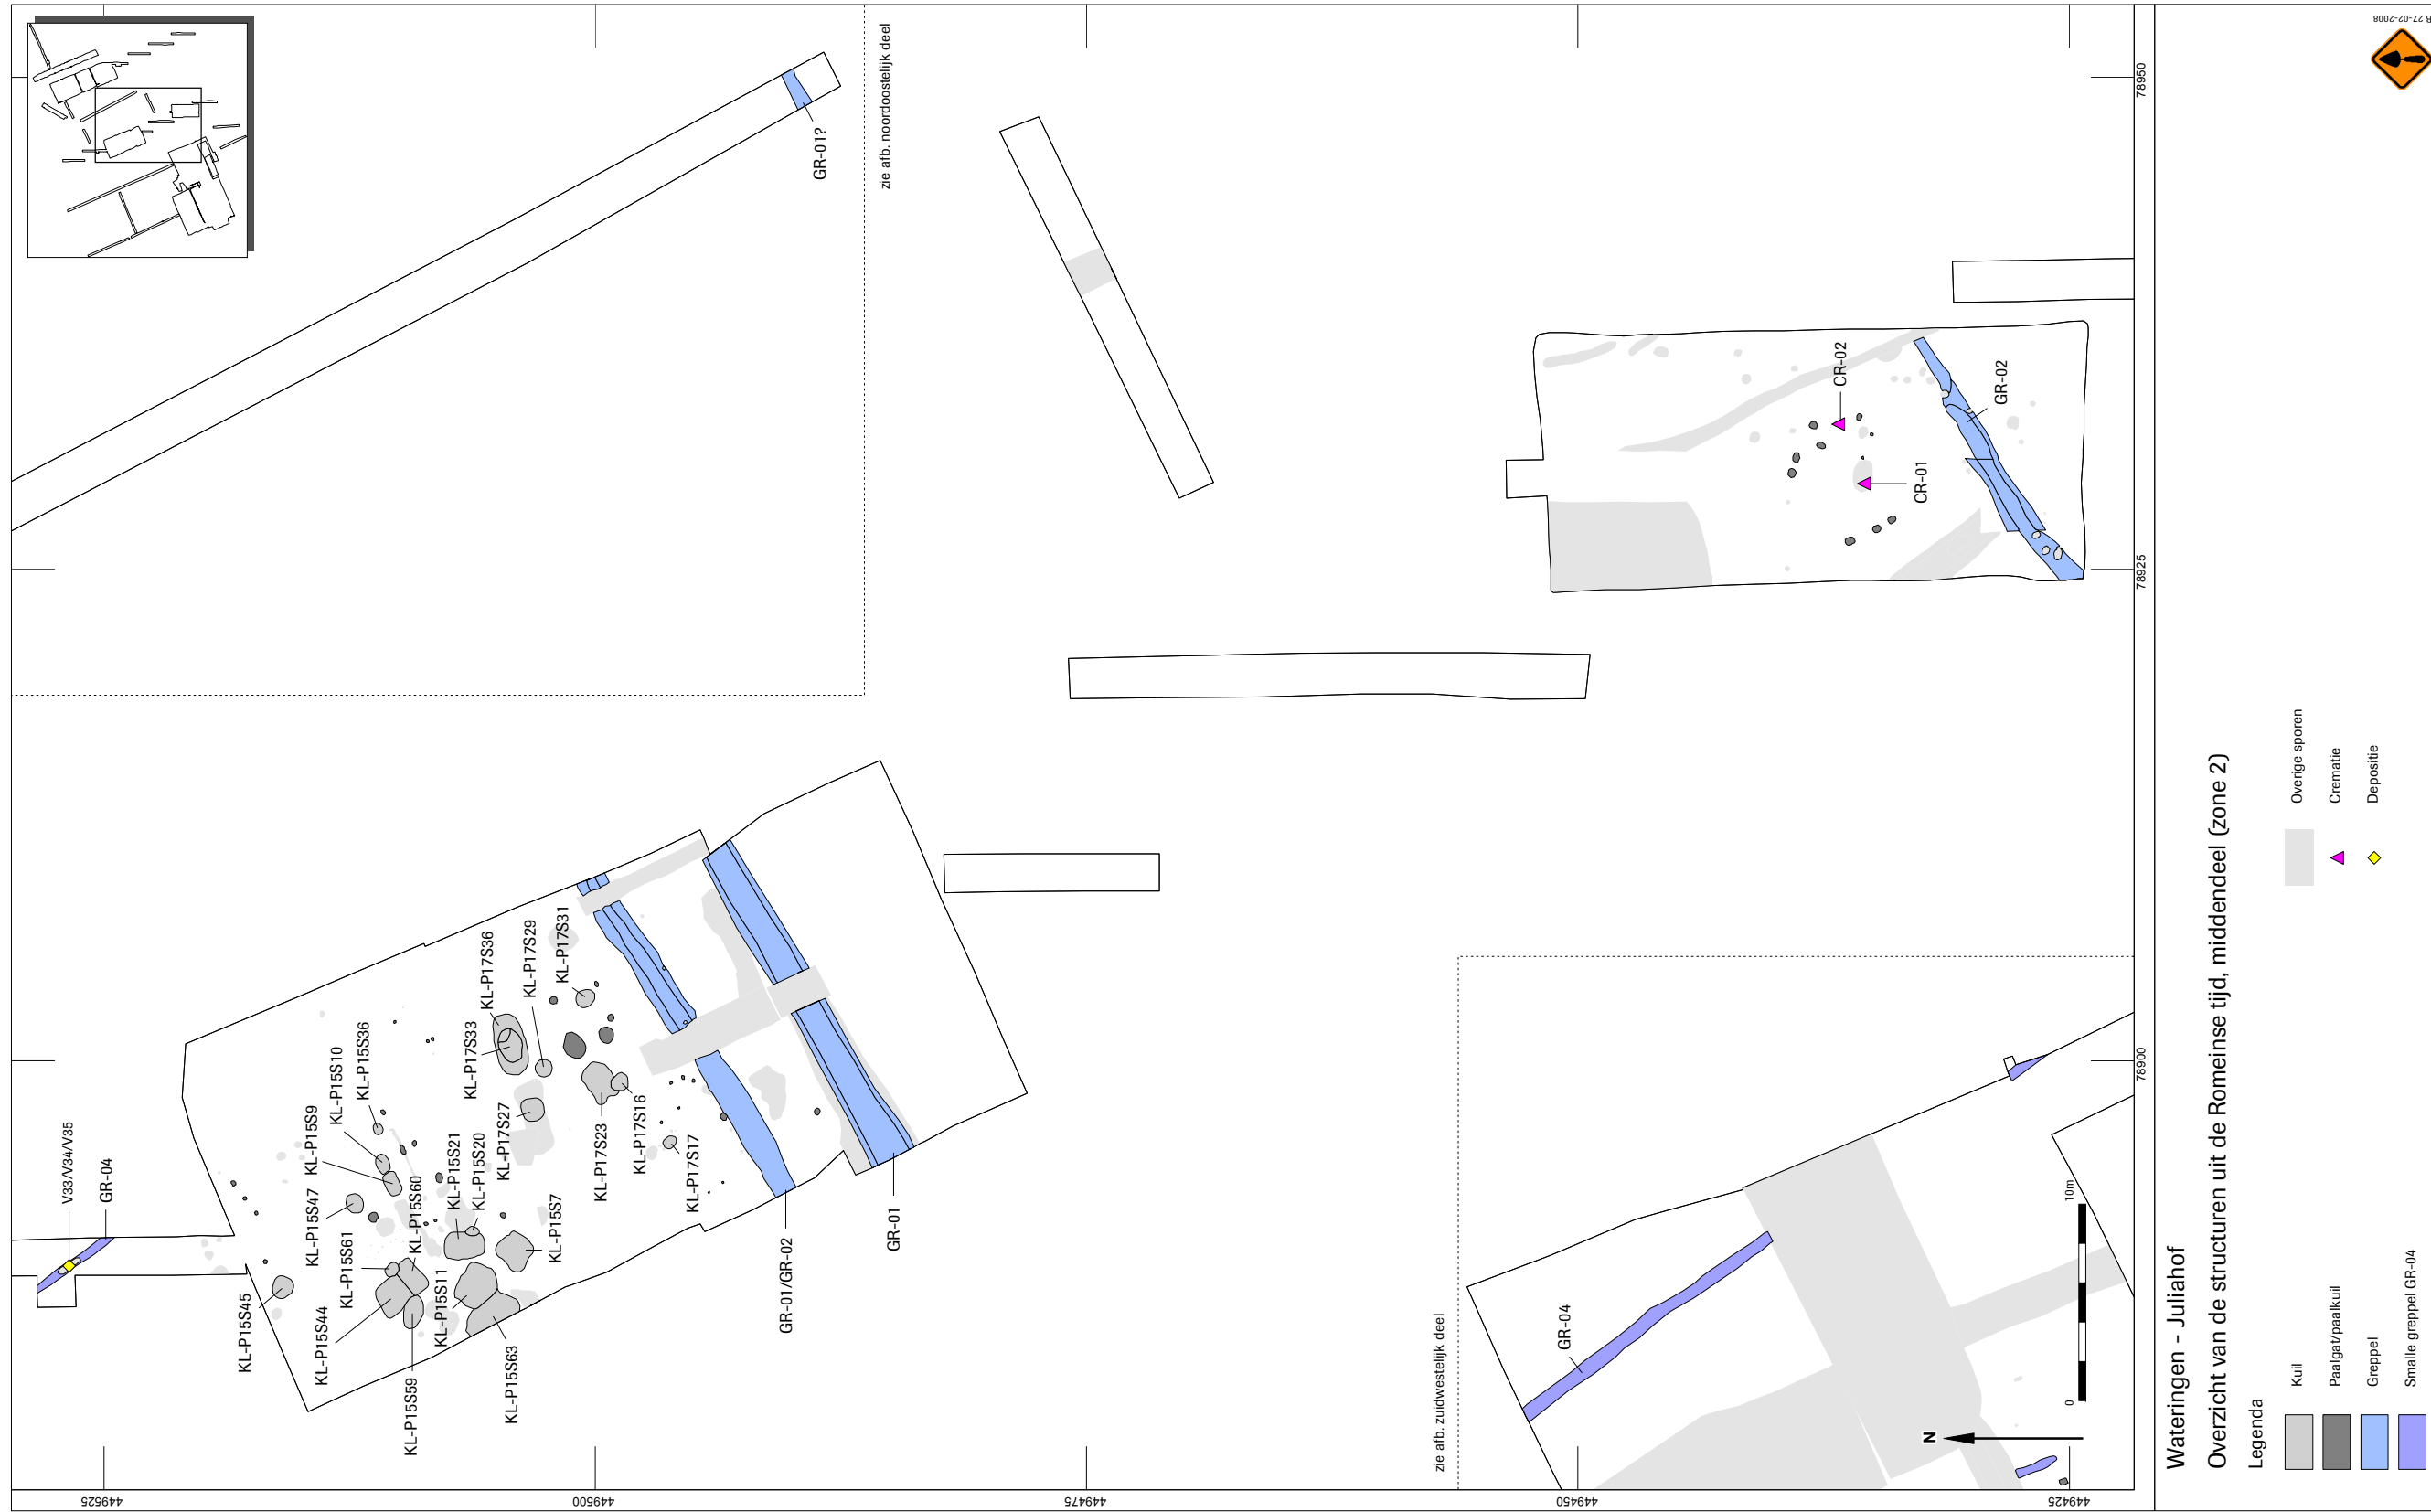 V33/V34/V35
GR-04
KL-P15S45
KL-P15S44
KL-P15S61
KL-P15S47
KL-P15S9
KL-P15S10
KL-P15S36
KL-P15S59
KL-P15S60
KL-P15S11
KL-P15S21
KL-P15S20
KL-P15S63
KL-P15S7
KL-P17S36
KL-P17S33
KL-P17S29
KL-P17S31
KL-P17S27
KL-P17S23
KL-P17S16
KL-P17S17
GR-01/GR-02
GR-01
GR-01?
zie afb. noordoostelijk deel
CR-02
CR-01
GR-02
zie afb. zuidwestelijk deel
GR-04
N
0
10m
449525
449500
449475
449450
449425
78900
78925
78950
Wateringen - Juliahof
Overzicht van de structuren uit de Romeinse tijd, middendeel (zone 2)
Legenda
Kuil
Paalgat/paalkuil
Greppel
Smalle greppel GR-04
Overige sporen
Crematie
Depositie
B 27-02-2008